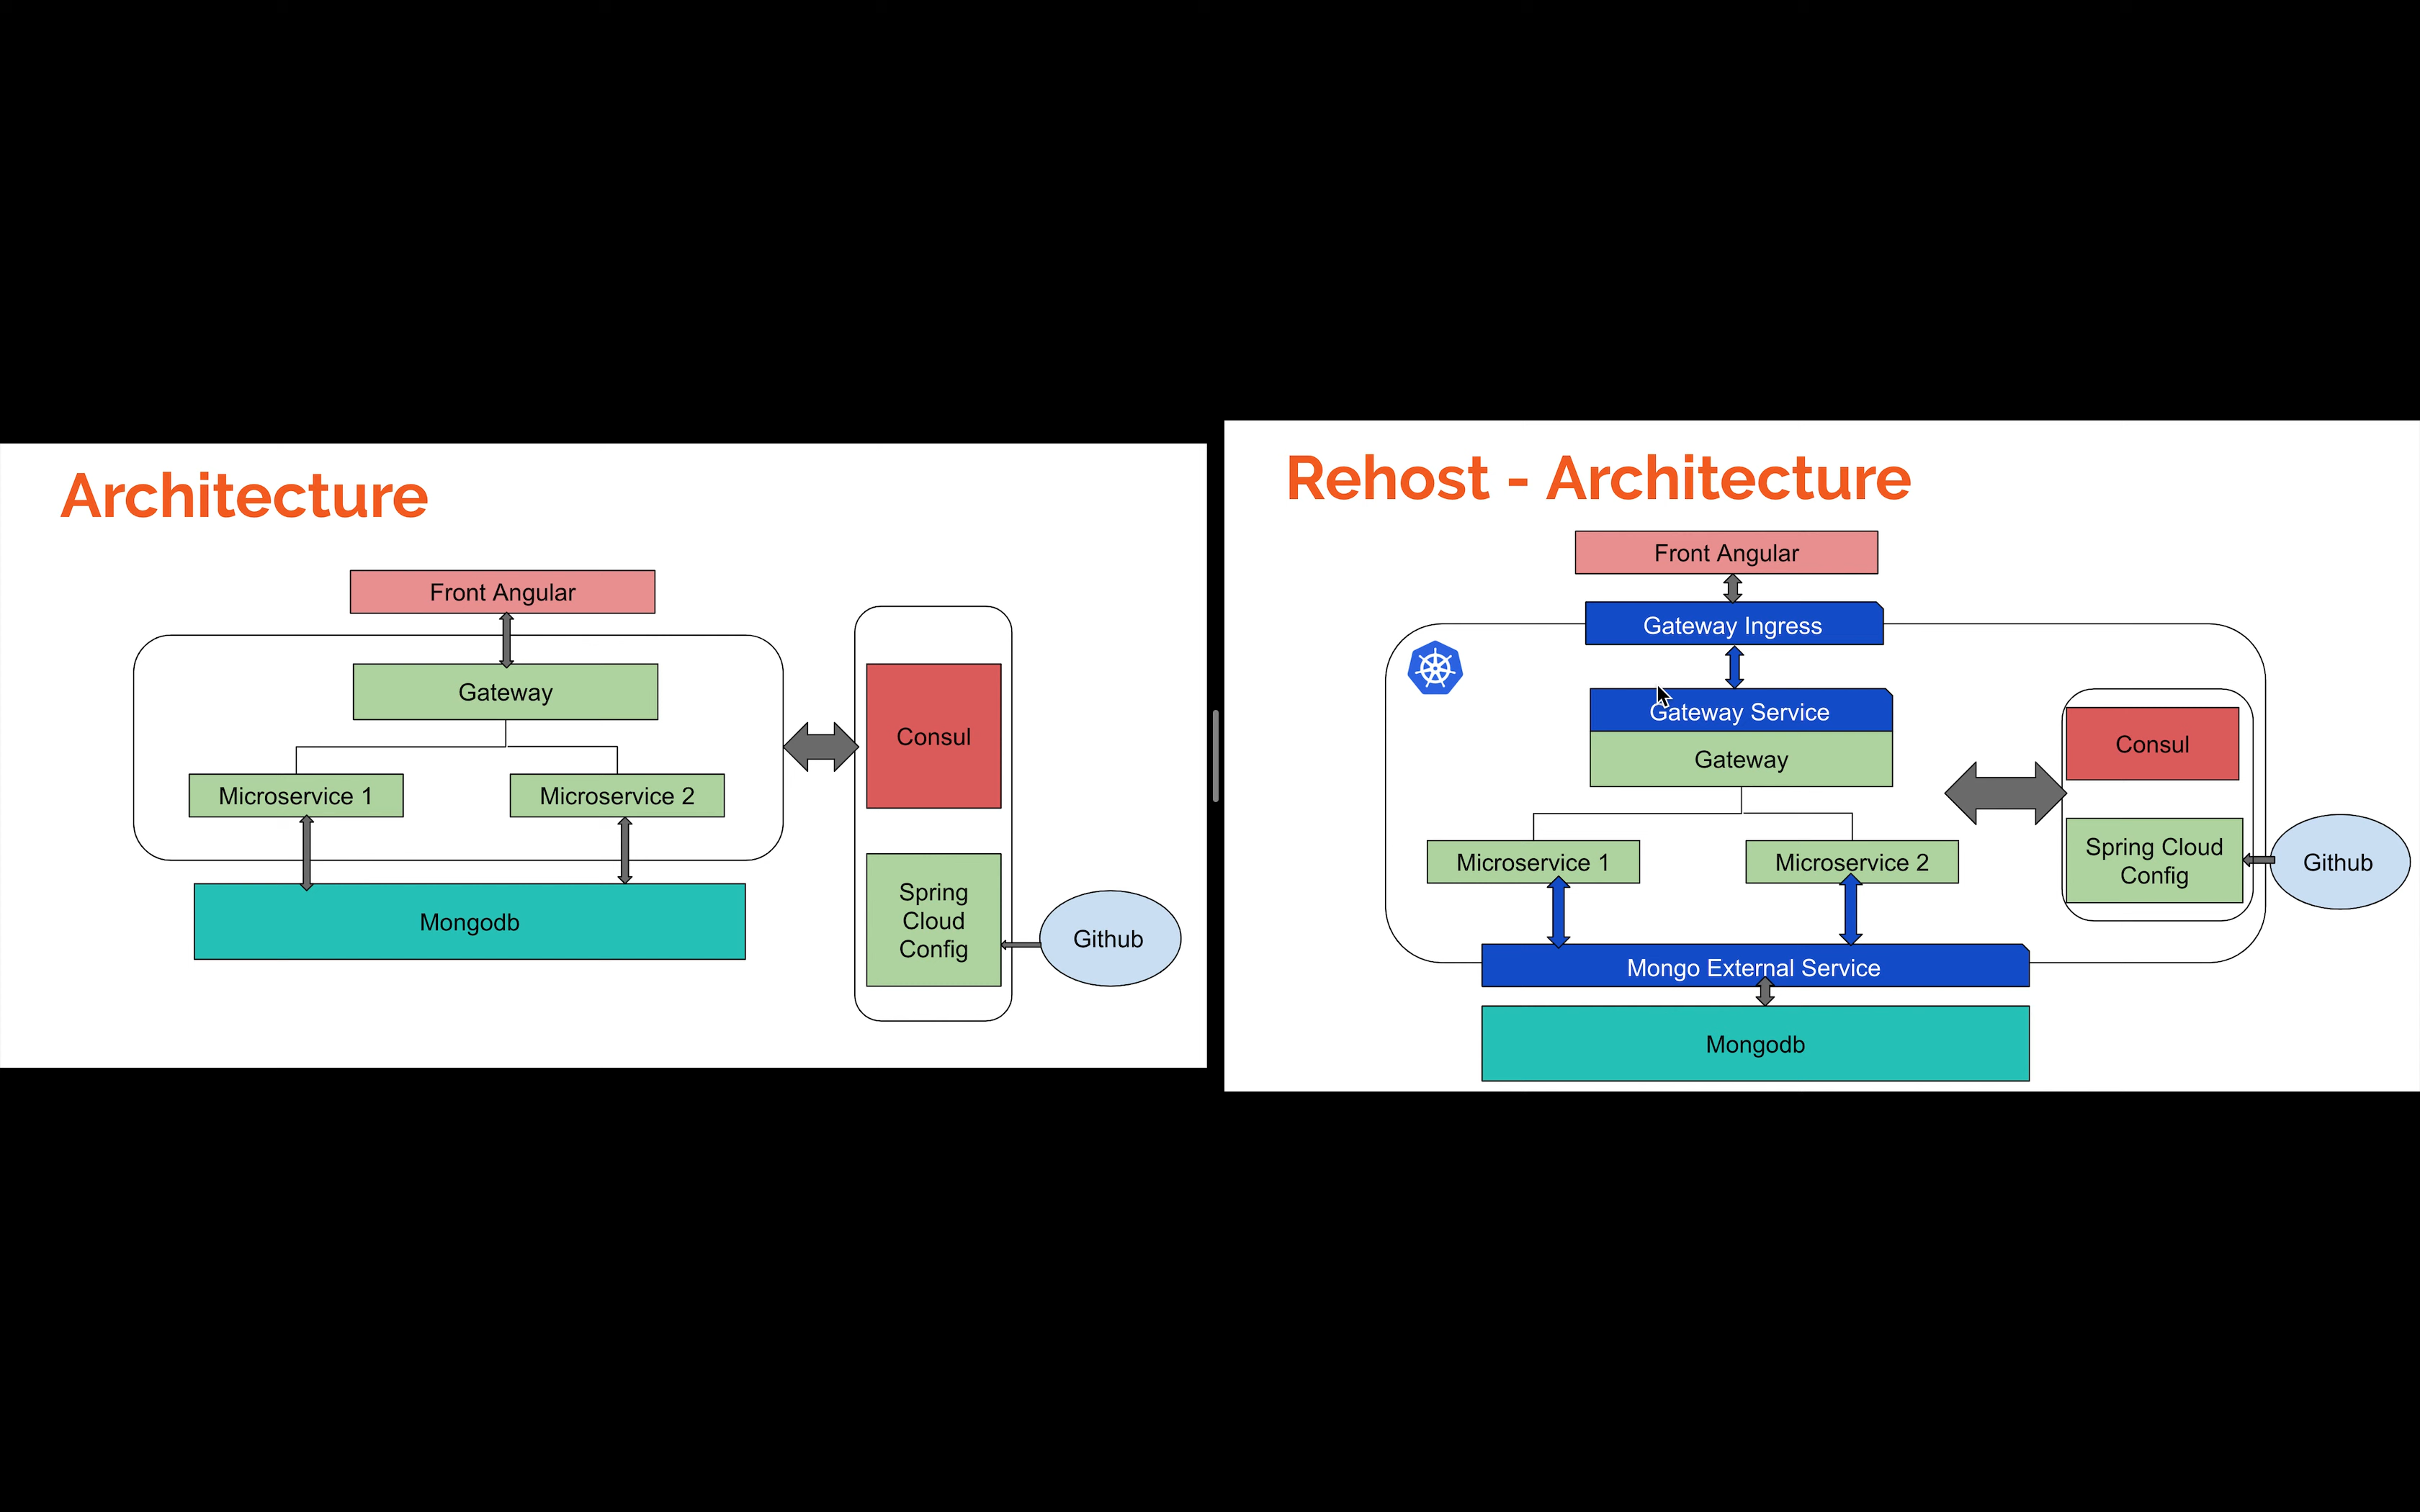 Architecture
Front Angular
Gateway
Microservice 1
Microservice 2
Mongodb
Consul
Spring
Cloud
Config
Github
Rehost - Architecture
Front Angular
Gateway Ingress
Gateway Service
Gateway
Microservice 1
Microservice 2
Mongo External Service
Mongodb
Consul
Spring Cloud
Config
Github